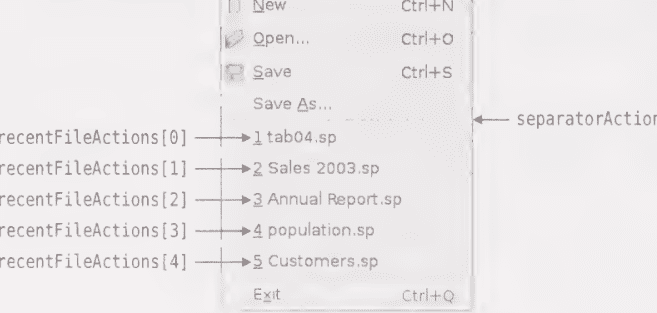 New Ctrl+N
Open... Ctrl+O
Save Ctrl+S
Save As...
separatorAction
recentFileActions[0] 1 tab04.sp
recentFileActions[1] 2 Sales 2003.sp
recentFileActions[2] 3 Annual Report.sp
recentFileActions[3] 4 population.sp
recentFileActions[4] 5 Customers.sp
Exit Ctrl+Q